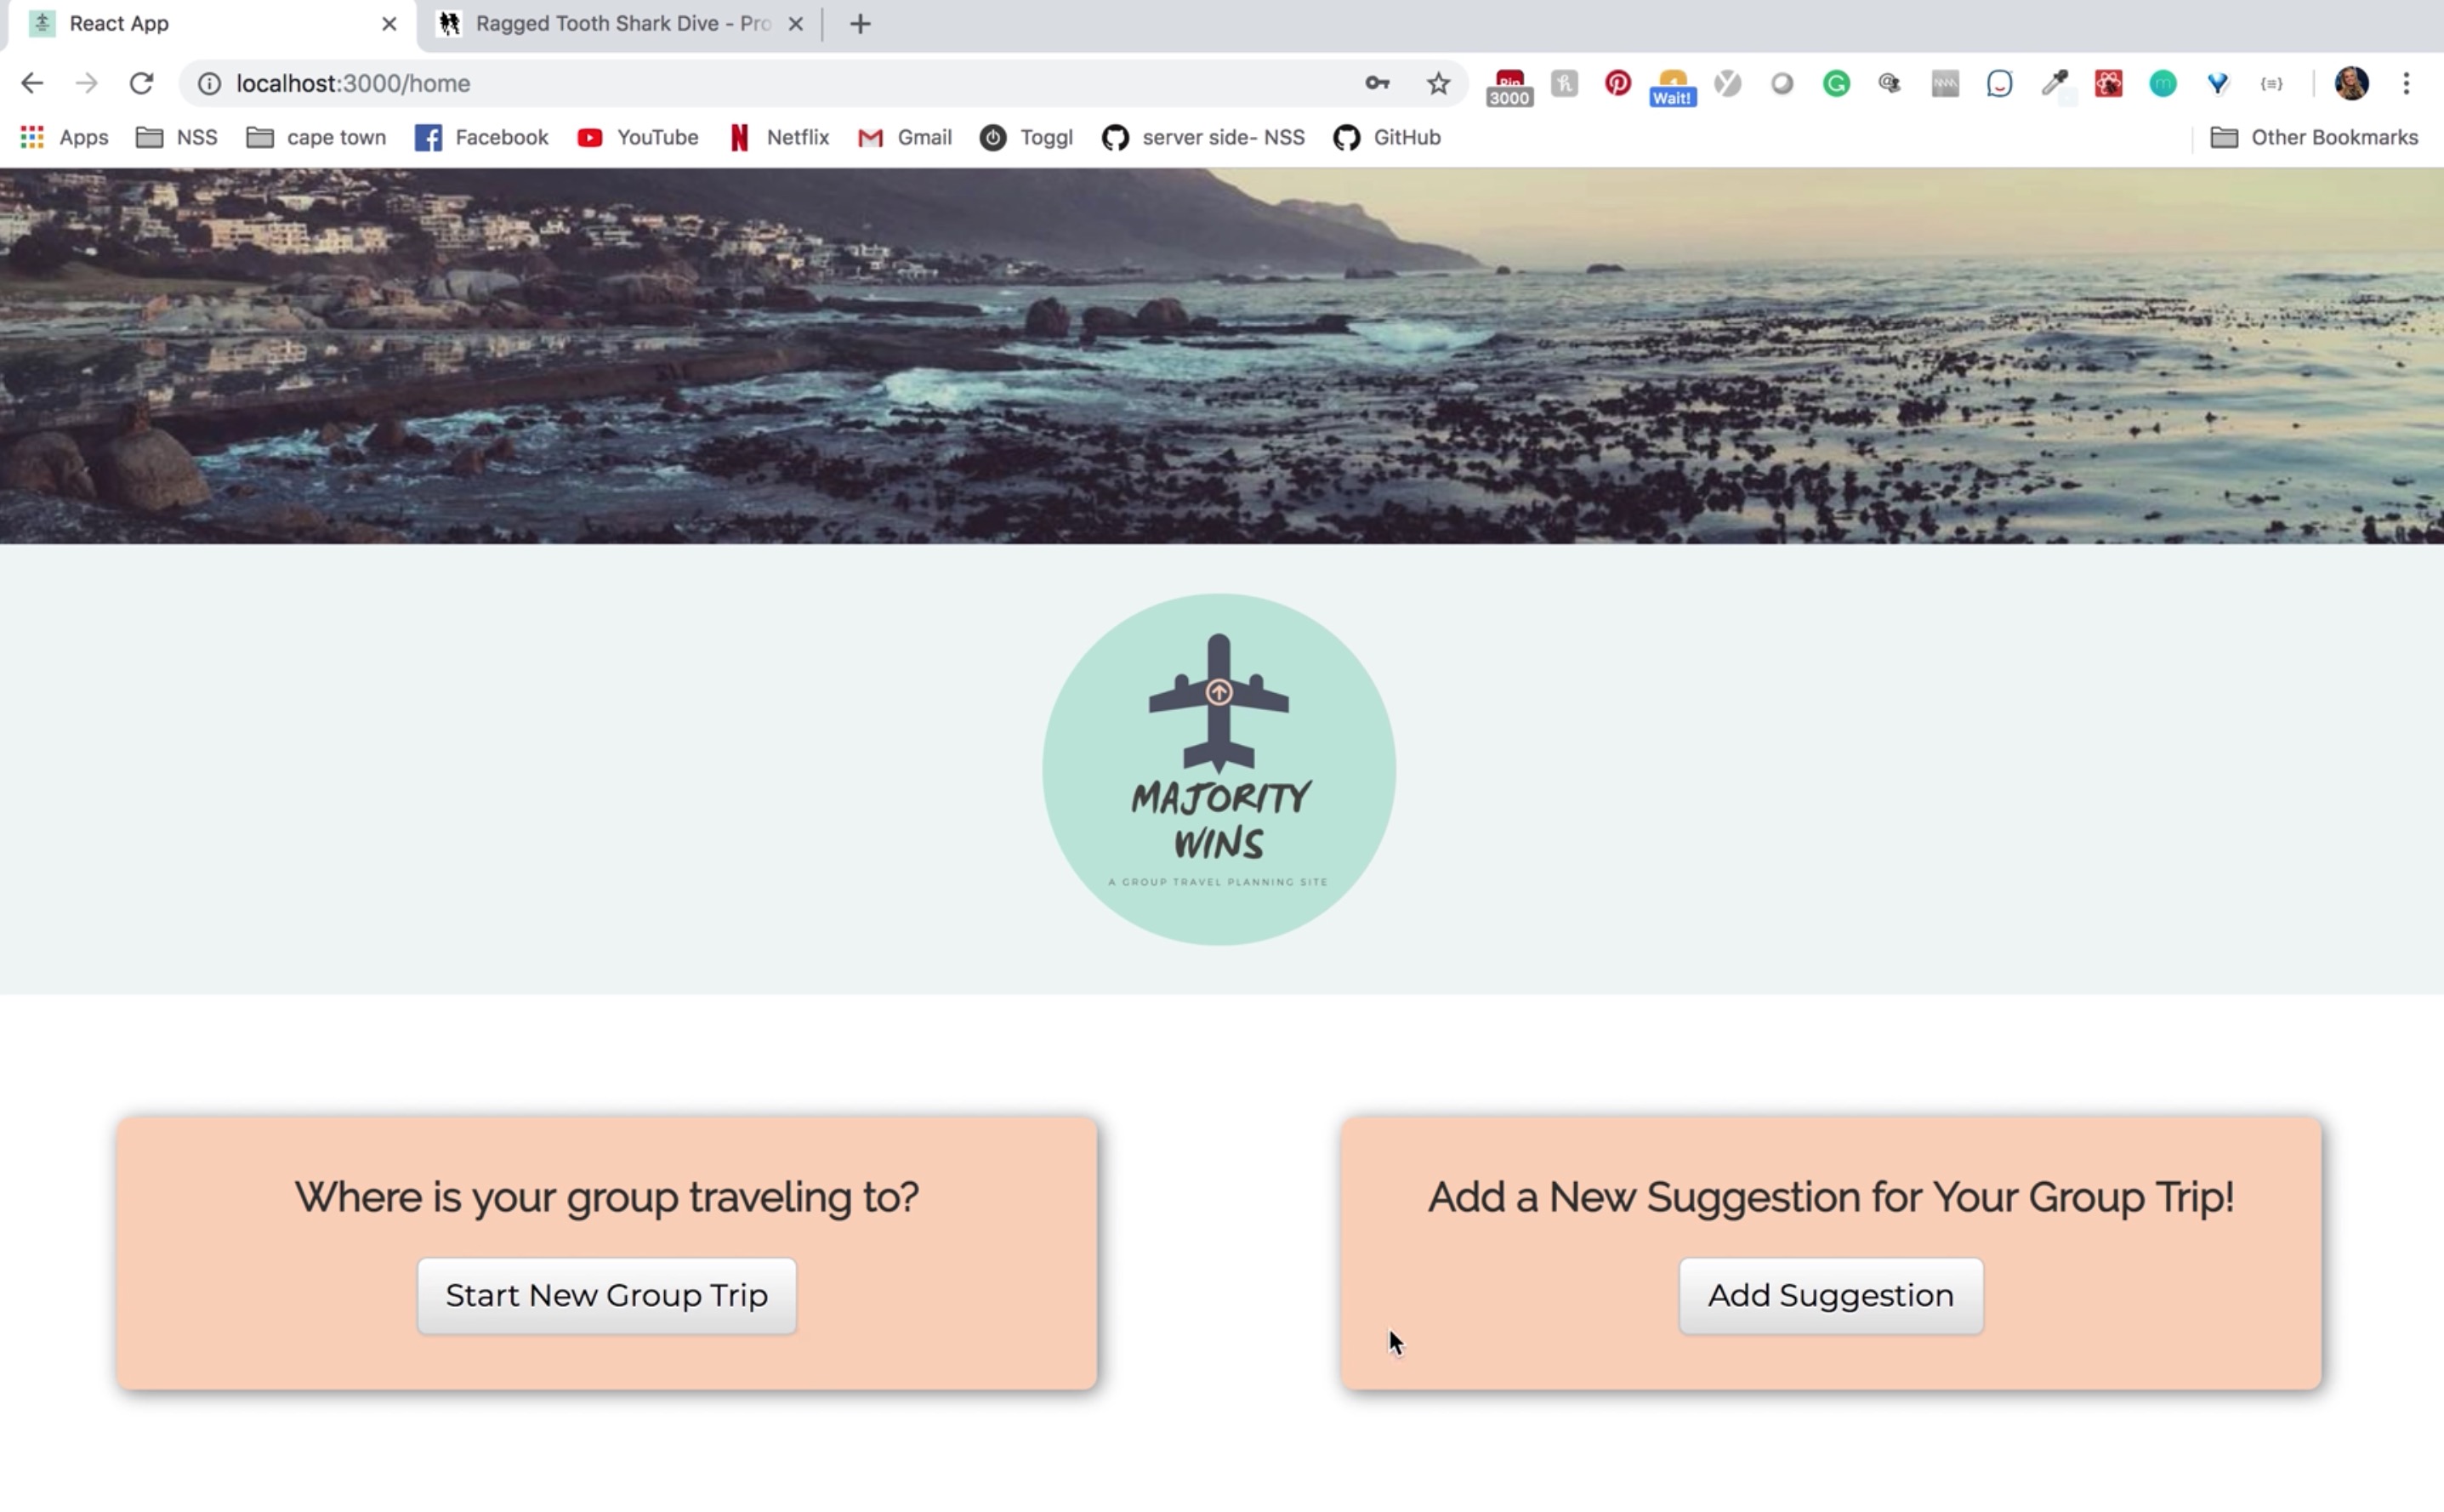 React App
Ragged Tooth Shark Dive - Pro
localhost:3000/home
3000
Wait!
Apps
NSS
cape town
Facebook
YouTube
Netflix
Gmail
Toggl
server side- NSS
GitHub
Other Bookmarks
MAJORITY
WINS
A GROUP TRAVEL PLANNING SITE
Where is your group traveling to?
Add a New Suggestion for Your Group Trip!
Start New Group Trip
Add Suggestion